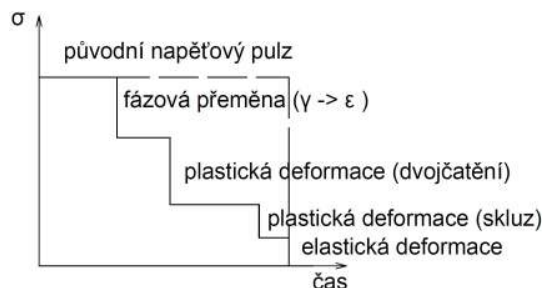 σ
původní napěťový pulz
fázová přeměna (γ -> ε )
plastická deformace (dvojčatění)
plastická deformace (skluz)
elastická deformace
čas